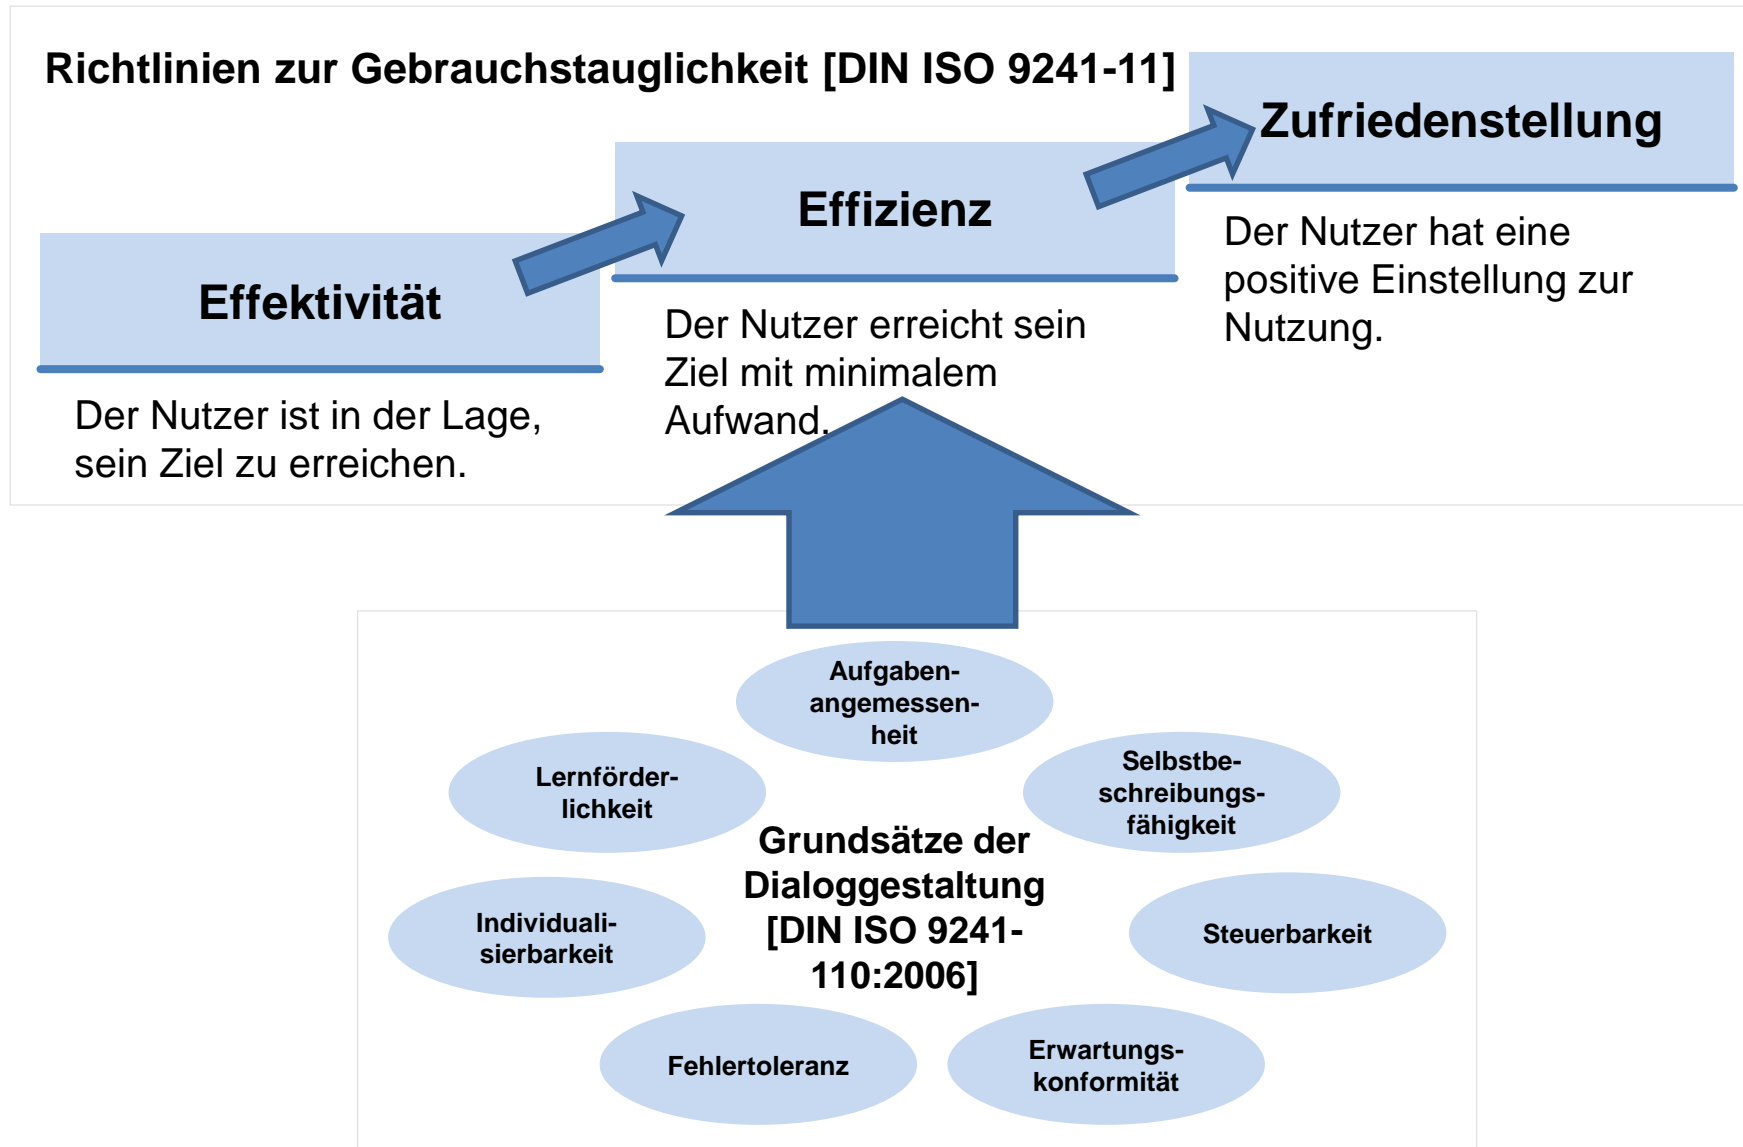 Richtlinien zur Gebrauchstauglichkeit [DIN ISO 9241-11]
Zufriedenstellung
Effizienz
Effektivität
Der Nutzer hat eine
positive Einstellung zur
Nutzung.
Der Nutzer erreicht sein
Ziel mit minimalem
Aufwand.
Der Nutzer ist in der Lage,
sein Ziel zu erreichen.
Aufgaben-
angemessen-
heit
Lernförder-
lichkeit
Selbstbe-
schreibungs-
fähigkeit
Grundsätze der
Dialoggestaltung
[DIN ISO 9241-
110:2006]
Individuali-
sierbarkeit
Steuerbarkeit
Fehlertoleranz
Erwartungs-
konformität